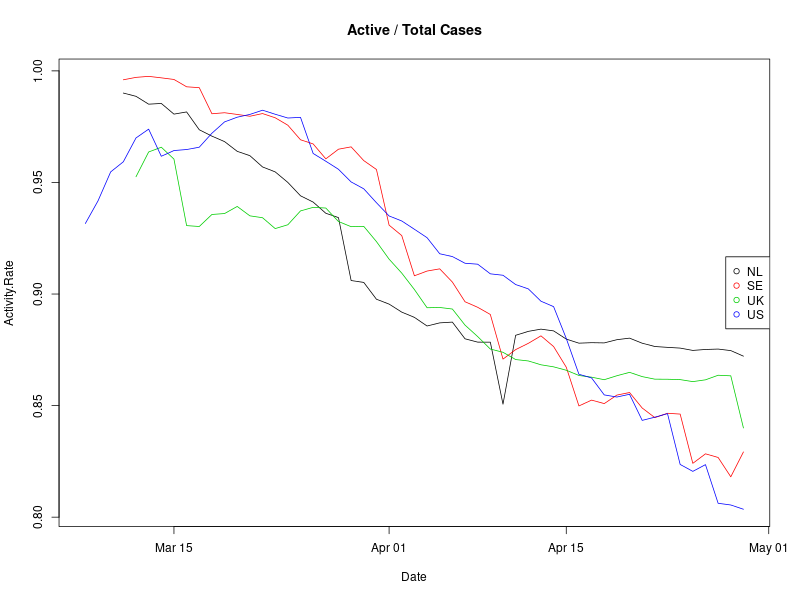 Active / Total Cases
1.00
0.95
0.90
0.85
0.80
Activity.Rate
NL
SE
UK
US
Mar 15
Apr 01
Apr 15
May 01
Date